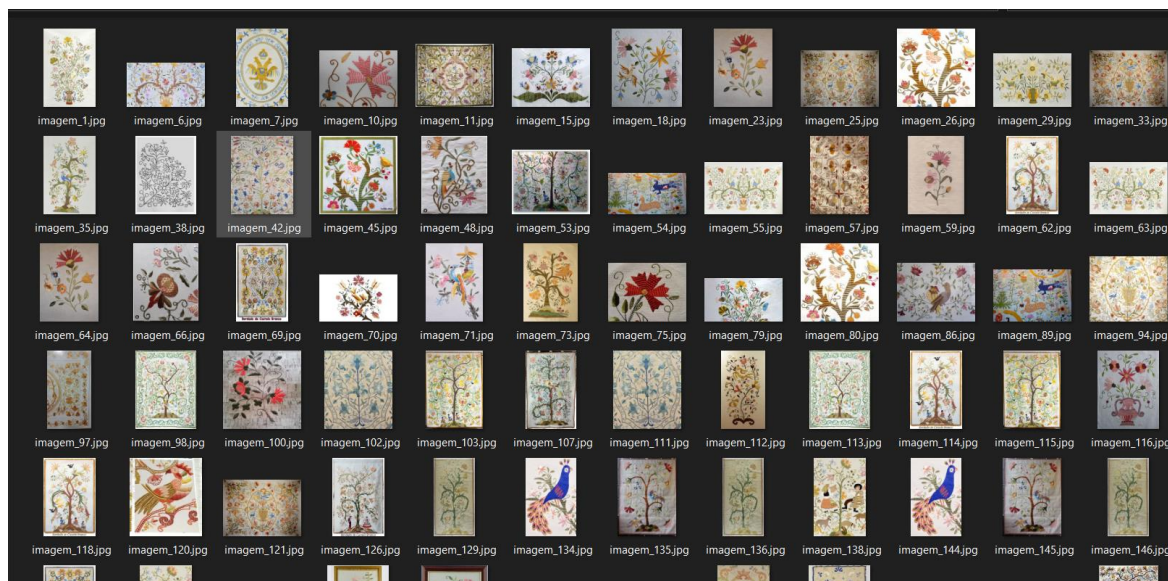 imagem_1.jpg imagem_6.jpg imagem_7.jpg imagem_10.jpg imagem_11.jpg imagem_15.jpg imagem_18.jpg imagem_23.jpg imagem_25.jpg imagem_26.jpg imagem_29.jpg imagem_33.jpg
imagem_35.jpg imagem_38.jpg imagem_42.jpg imagem_45.jpg imagem_48.jpg imagem_53.jpg imagem_54.jpg imagem_55.jpg imagem_57.jpg imagem_59.jpg imagem_62.jpg imagem_63.jpg
imagem_64.jpg imagem_66.jpg imagem_69.jpg imagem_70.jpg imagem_71.jpg imagem_73.jpg imagem_75.jpg imagem_79.jpg imagem_80.jpg imagem_86.jpg imagem_89.jpg imagem_94.jpg
imagem_97.jpg imagem_98.jpg imagem_100.jpg imagem_102.jpg imagem_103.jpg imagem_107.jpg imagem_111.jpg imagem_112.jpg imagem_113.jpg imagem_114.jpg imagem_115.jpg imagem_116.jpg
imagem_118.jpg imagem_120.jpg imagem_121.jpg imagem_126.jpg imagem_129.jpg imagem_134.jpg imagem_135.jpg imagem_136.jpg imagem_138.jpg imagem_144.jpg imagem_145.jpg imagem_146.jpg